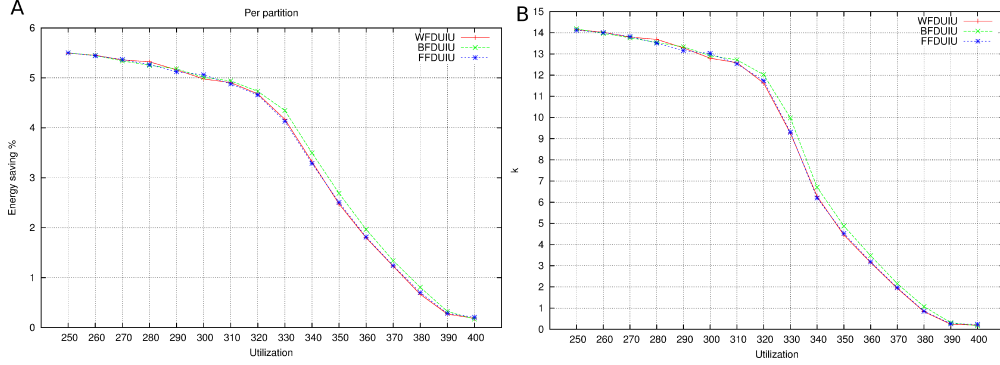 A
Per partition
6
5
4
3
2
1
0
Energy saving %
WFDUIU
BFDUIU
FFDUIU
250 260 270 280 290 300 310 320 330 340 350 360 370 380 390 400
Utilization
B
15
14
13
12
11
10
9
8
7
6
5
4
3
2
1
0
k
WFDUIU
BFDUIU
FFDUIU
250 260 270 280 290 300 310 320 330 340 350 360 370 380 390 400
Utilization